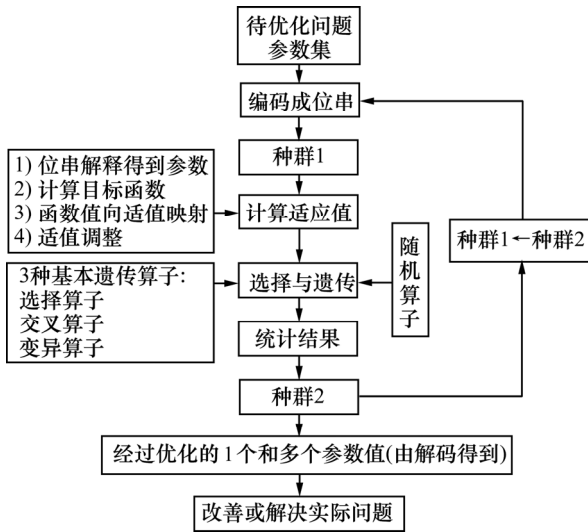 待优化问题
参数集
编码成位串
种群1
1) 位串解释得到参数
2) 计算目标函数
3) 函数值向适值映射
4) 适值调整
计算适应值
种群1←种群2
随机算子
3种基本遗传算子:
选择算子
交叉算子
变异算子
选择与遗传
统计结果
种群2
经过优化的1个和多个参数值(由解码得到)
改善或解决实际问题